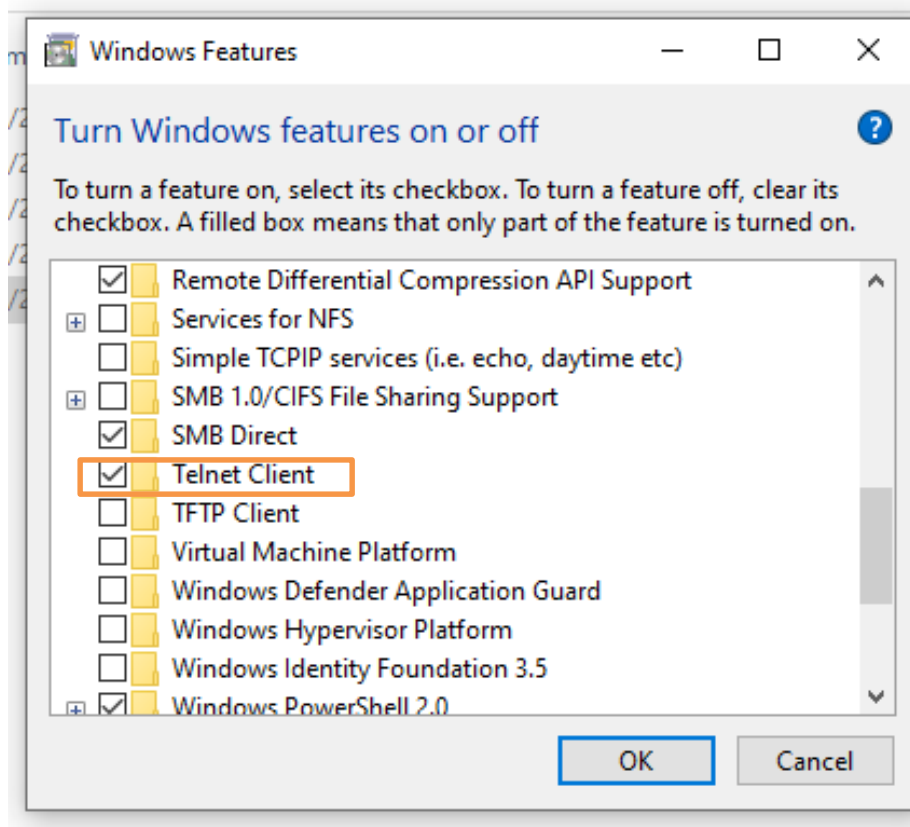 Windows Features
Turn Windows features on or off
To turn a feature on, select its checkbox. To turn a feature off, clear its
checkbox. A filled box means that only part of the feature is turned on.
Remote Differential Compression API Support
Services for NFS
Simple TCPIP services (i.e. echo, daytime etc)
SMB 1.0/CIFS File Sharing Support
SMB Direct
Telnet Client
TFTP Client
Virtual Machine Platform
Windows Defender Application Guard
Windows Hypervisor Platform
Windows Identity Foundation 3.5
Windows PowerShell 2.0
OK Cancel